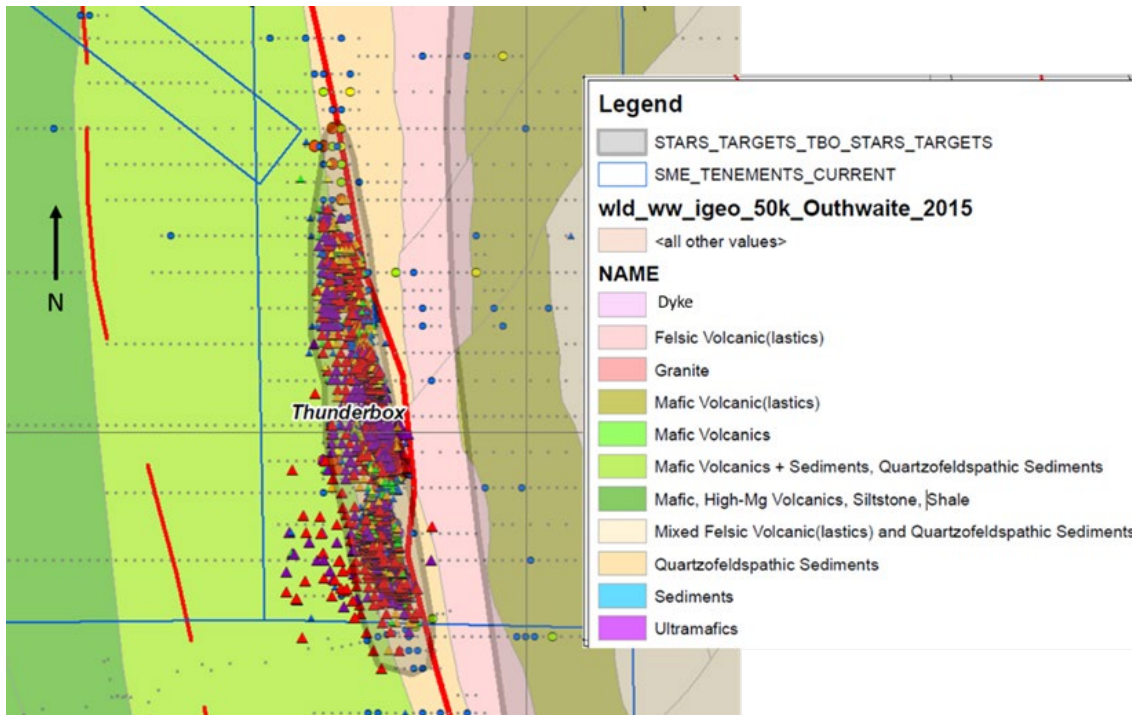 N
Thunderbox
Legend
STARS_TARGETS_TBO_STARS_TARGETS
SME_TENEMENTS_CURRENT
wld_ww_igeo_50k_Outhwaite_2015
<all other values>
NAME
Dyke
Felsic Volcanic(lastics)
Granite
Mafic Volcanic(lastics)
Mafic Volcanics
Mafic Volcanics + Sediments, Quartzofeldspathic Sediments
Mafic, High-Mg Volcanics, Siltstone, Shale
Mixed Felsic Volcanic(lastics) and Quartzofeldspathic Sediments
Quartzofeldspathic Sediments
Sediments
Ultramafics